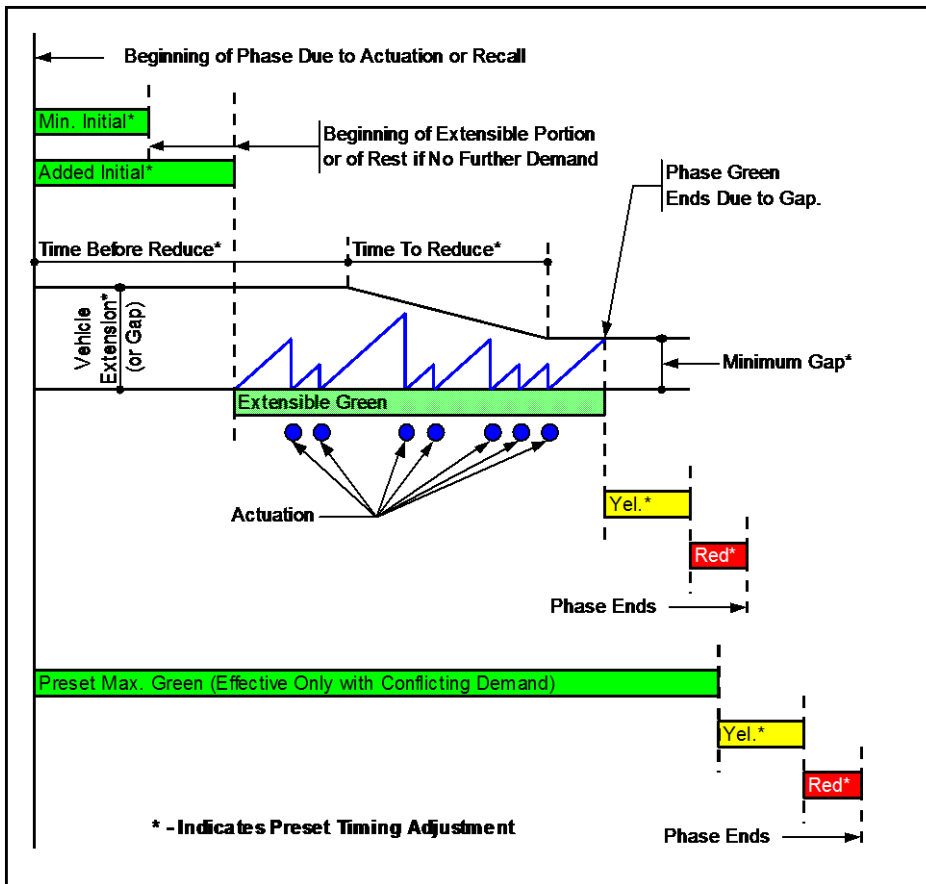 Beginning of Phase Due to Actuation or Recall
Min. Initial*
Beginning of Extensible Portion
or of Rest if No Further Demand
Added Initial*
Phase Green
Ends Due to Gap.
Time Before Reduce*
Time To Reduce*
Vehicle
Extension*
(or Gap)
Minimum Gap*
Extensible Green
Actuation
Yel.*
Red*
Phase Ends
Preset Max. Green (Effective Only with Conflicting Demand)
Yel.*
Red*
* - Indicates Preset Timing Adjustment
Phase Ends